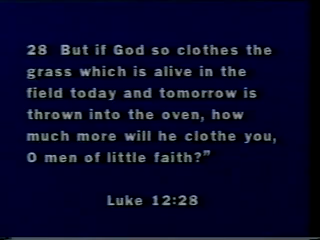 28 But if God so clothes the
grass which is alive in the
field today and tomorrow is
thrown into the oven, how
much more will he clothe you,
O men of little faith?"
Luke 12:28